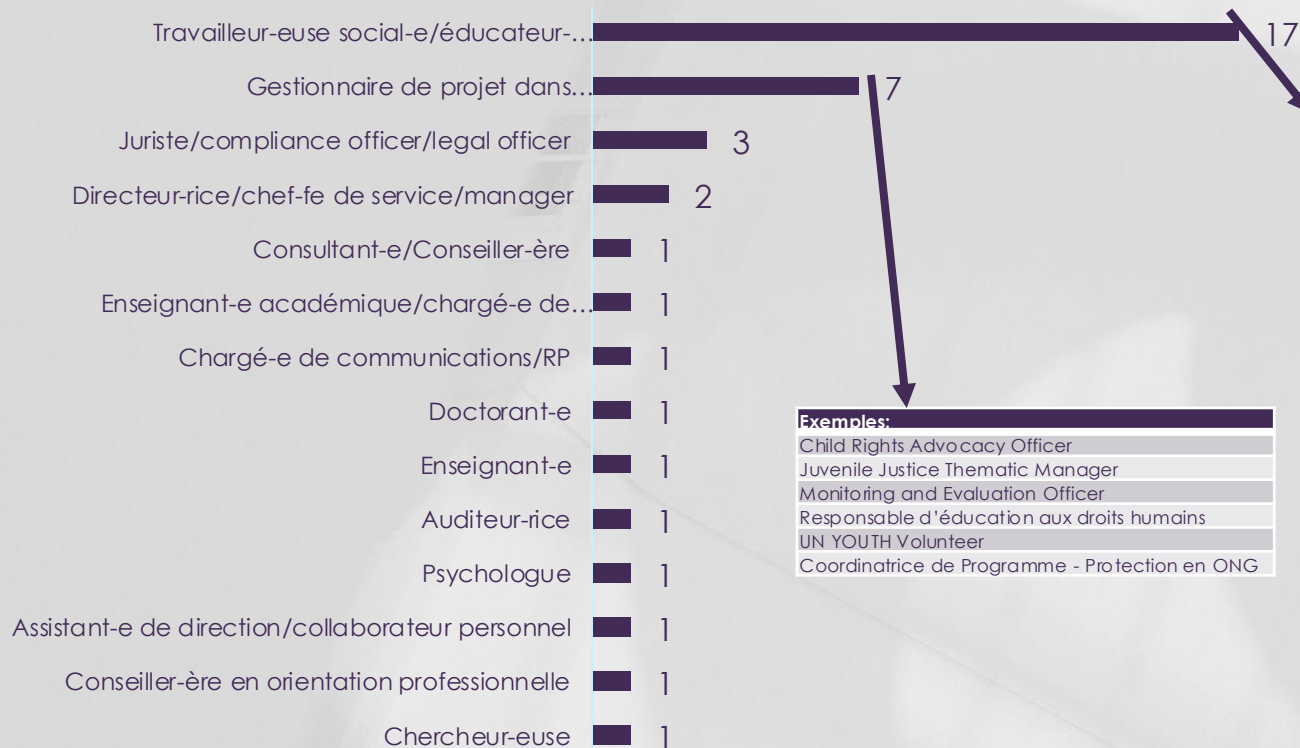 Travailleur-euse social-e/éducateur-... 17
Gestionnaire de projet dans... 7
Juriste/compliance officer/legal officer 3
Directeur-rice/chef-fe de service/manager 2
Consultant-e/Conseiller-ère 1
Enseignant-e académique/chargé-e de... 1
Chargé-e de communications/RP 1
Doctorant-e 1
Enseignant-e 1
Auditeur-rice 1
Psychologue 1
Assistant-e de direction/collaborateur personnel 1
Conseiller-ère en orientation professionnelle 1
Chercheur-euse 1
Exemples:
Child Rights Advocacy Officer
Juvenile Justice Thematic Manager
Monitoring and Evaluation Officer
Responsable d'éducation aux droits humains
UN YOUTH Volunteer
Coordinatrice de Programme - Protection en ONG